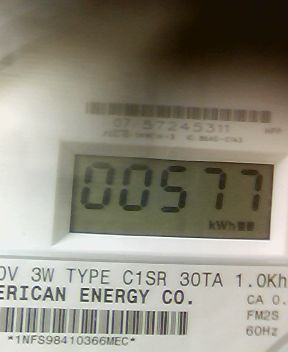 07 57245311
00577
kWh
0V 3W TYPE C1SR 30TA 1.0Kh
ERICAN ENERGY CO.
CA 0.
FM2S
60Hz
*1NFS98410366MEC*